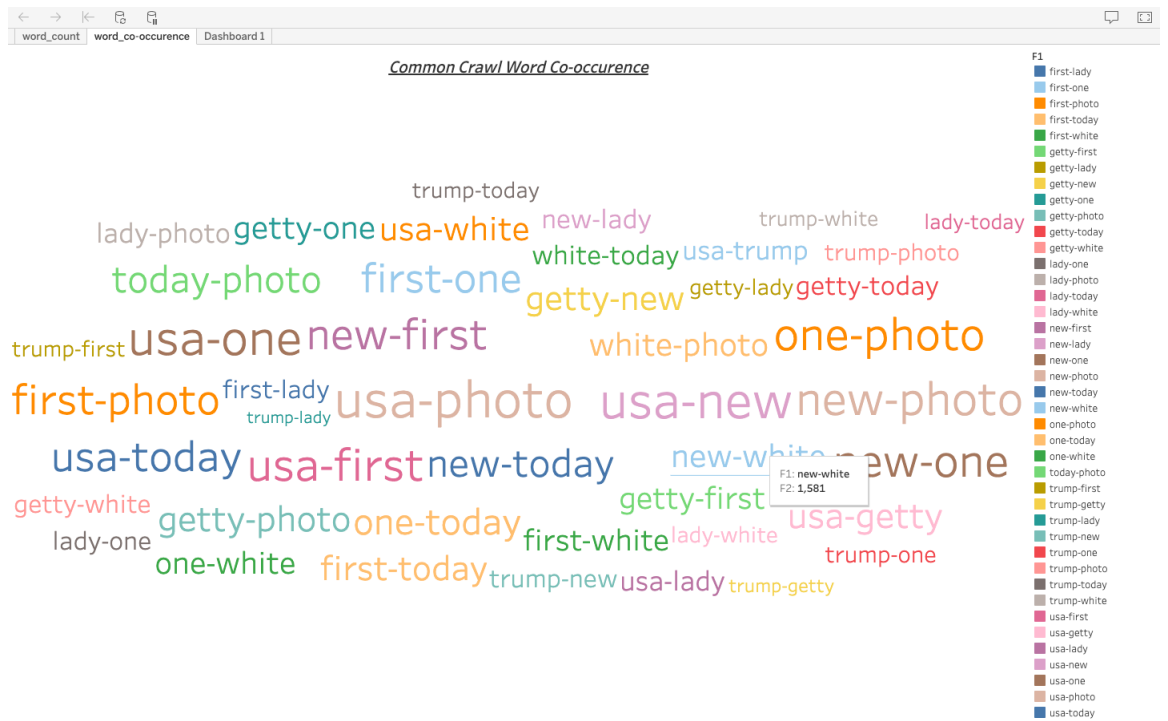 word_count word_co-occurence Dashboard 1
Common Crawl Word Co-occurence
trump-today
lady-photo getty-one usa-white new-lady trump-white lady-today
white-today usa-trump trump-photo
today-photo first-one getty-new getty-lady getty-today
trump-first usa-one new-first white-photo one-photo
first-photo first-lady usa-photo usa-new new-photo
trump-lady
usa-today usa-first new-today new-white new-one
F1: new-white
F2: 1,581
getty-white getty-photo one-today getty-first usa-getty
lady-one first-white lady-white
one-white first-today trump-new usa-lady trump-getty trump-one
F1
first-lady
first-one
first-photo
first-today
first-white
getty-first
getty-lady
getty-new
getty-one
getty-photo
getty-today
getty-white
lady-one
lady-photo
lady-today
lady-white
new-first
new-lady
new-one
new-photo
new-today
new-white
one-photo
one-today
one-white
today-photo
trump-first
trump-getty
trump-lady
trump-new
trump-one
trump-photo
trump-today
trump-white
usa-first
usa-getty
usa-lady
usa-new
usa-one
usa-photo
usa-today